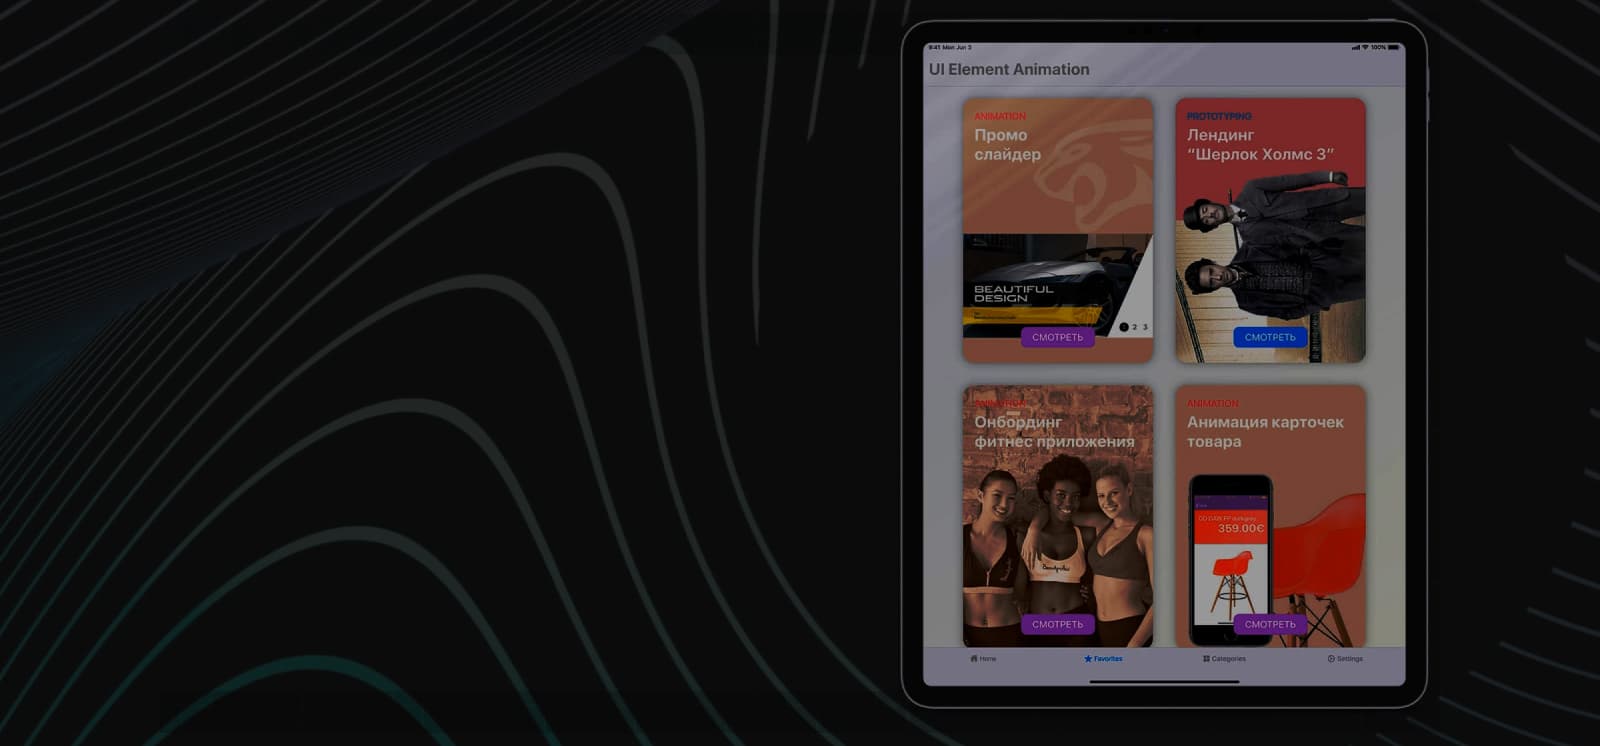 9:41 Mon Jun 3
100%
UI Element Animation
ANIMATION
Промо
слайдер
BEAUTIFUL
DESIGN
1 2 3
СМОТРЕТЬ
PROTOTYPING
Лендинг
“Шерлок Холмс 3”
СМОТРЕТЬ
ANIMATION
Онбординг
фитнес приложения
СМОТРЕТЬ
ANIMATION
Анимация карточек
товара
359.00€
СМОТРЕТЬ
Home
Favorites
Categories
Settings